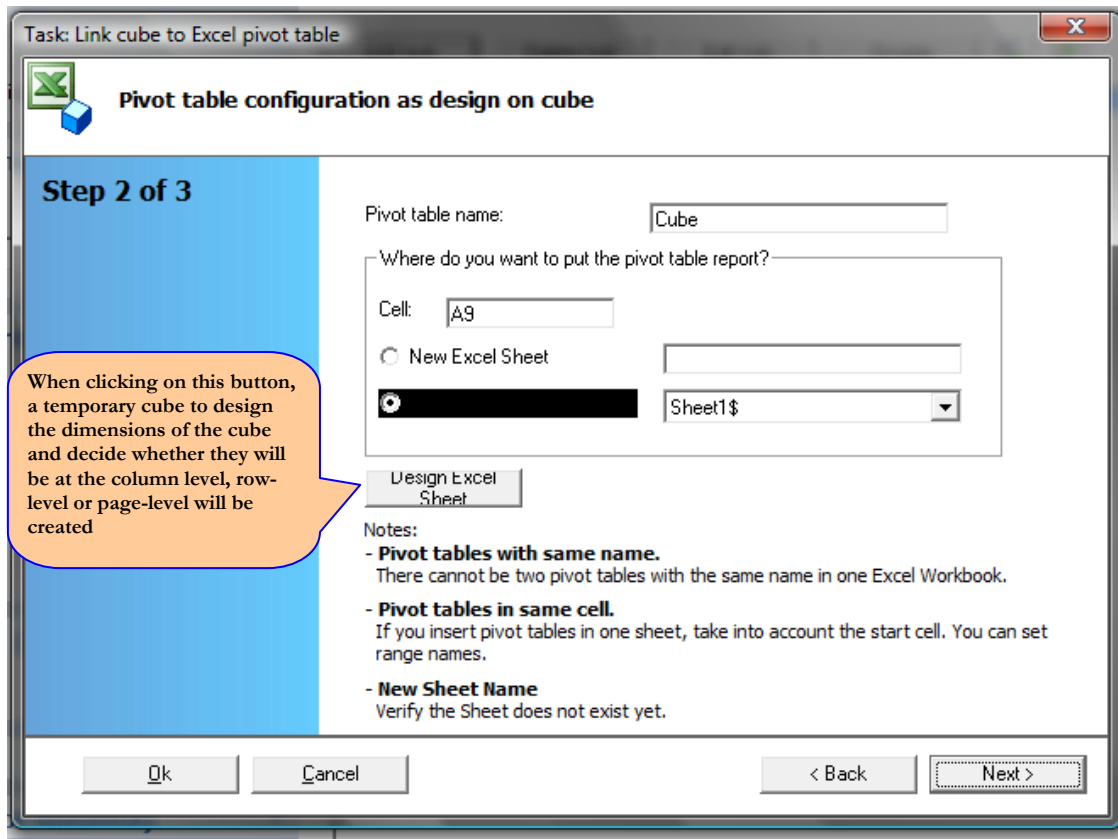 Task: Link cube to Excel pivot table
X
Pivot table configuration as design on cube
Step 2 of 3
Pivot table name:
Cube
Where do you want to put the pivot table report?
Cell:
A9
New Excel Sheet
Sheet1$
When clicking on this button,
a temporary cube to design
the dimensions of the cube
and decide whether they will
be at the column level, row-
level or page-level will be
created
Design Excel
Sheet
Notes:
- Pivot tables with same name.
There cannot be two pivot tables with the same name in one Excel Workbook.
- Pivot tables in same cell.
If you insert pivot tables in one sheet, take into account the start cell. You can set
range names.
- New Sheet Name
Verify the Sheet does not exist yet.
Ok
Cancel
< Back
Next >